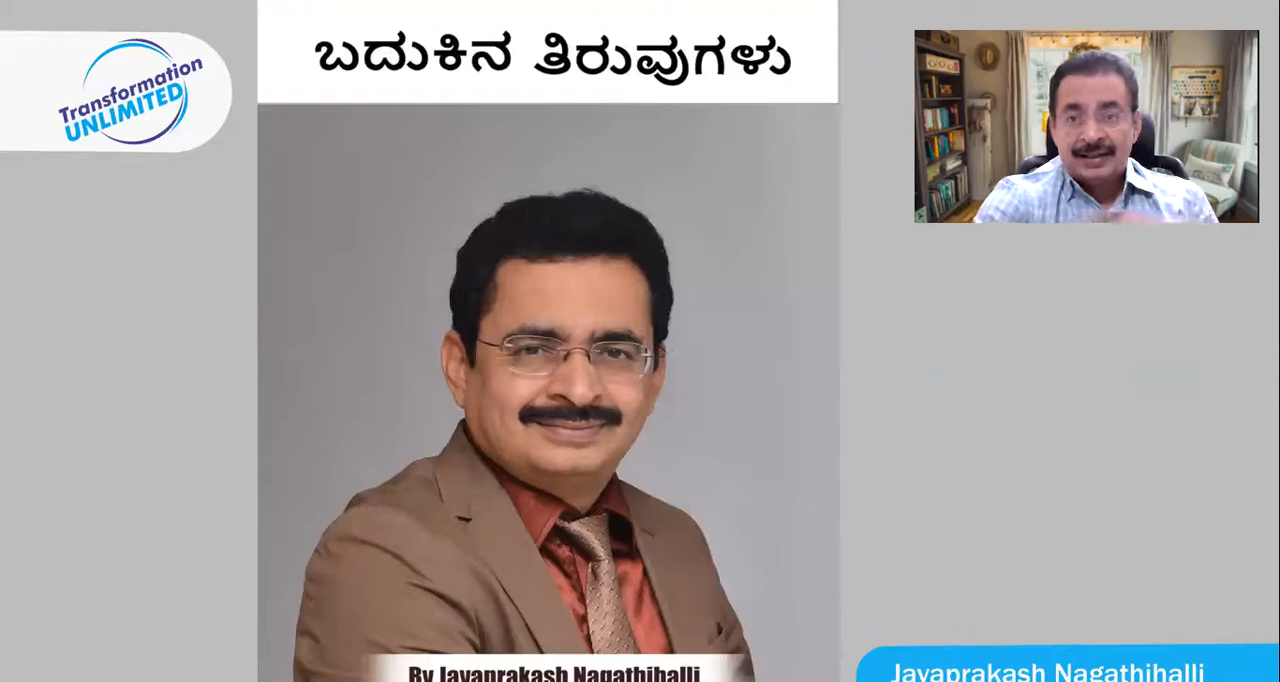 ಬದುಕಿನ ತಿರುವುಗಳು
Transformation
UNLIMITED
By Jayaprakash Nagathihalli
Jayaprakash Nagathihalli